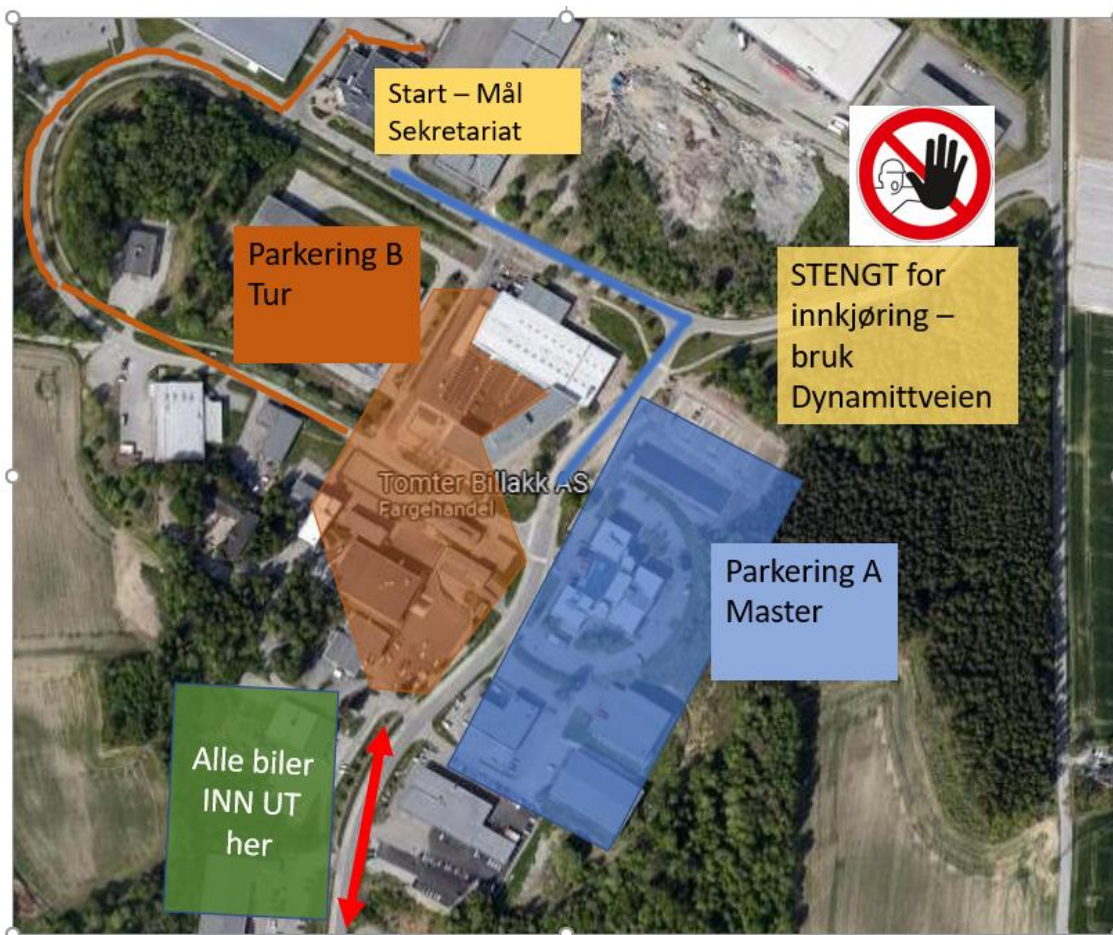 Start – Mål
Sekretariat
Parkering B
Tur
STENGT for
innkjøring –
bruk
Dynamittveien
Tomter Billakk AS
Fargehandel
Parkering A
Master
Alle biler
INN UT
her